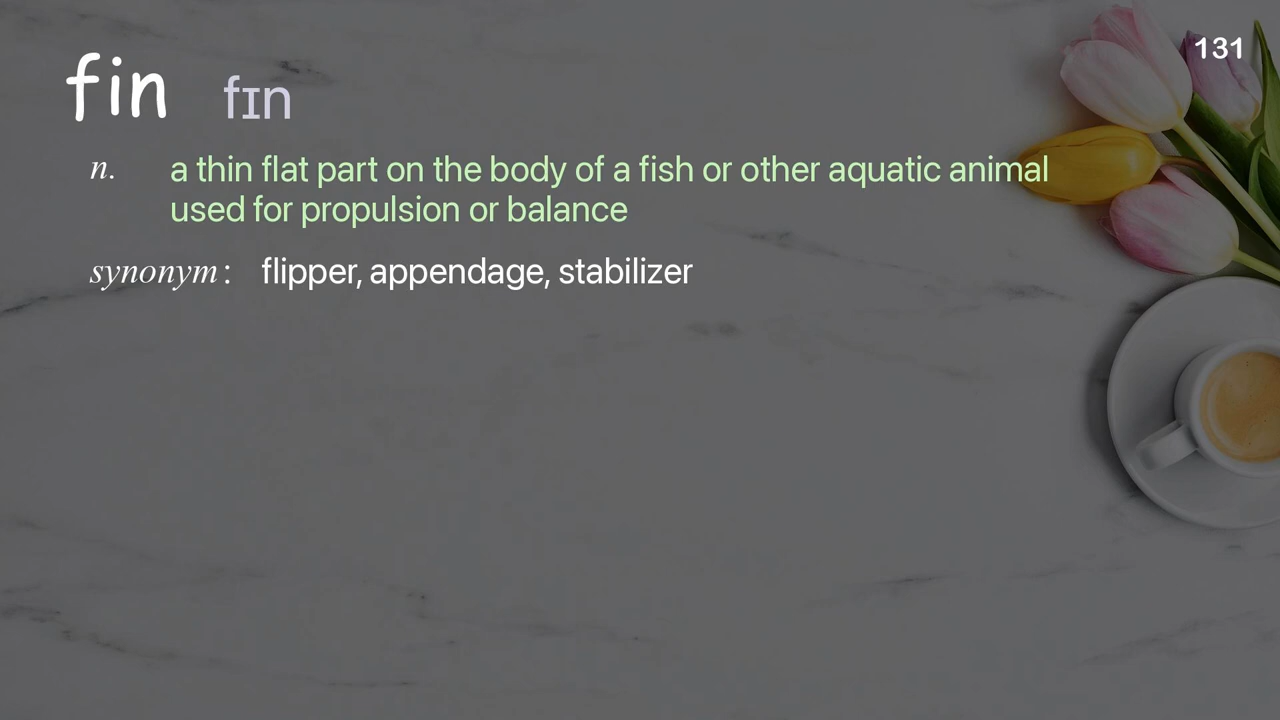 131
fin fɪn
n. a thin flat part on the body of a fish or other aquatic animal
used for propulsion or balance
synonym: flipper, appendage, stabilizer